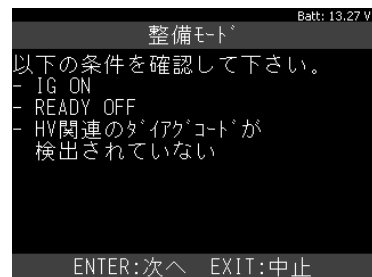 Batt: 13.27 V
整備ﾓｰﾄﾞ
以下の条件を確認して下さい。
- IG ON
- READY OFF
- HV関連のﾀﾞｲｱｸﾞｺｰﾄﾞが
検出されていない
ENTER:次へ EXIT:中止